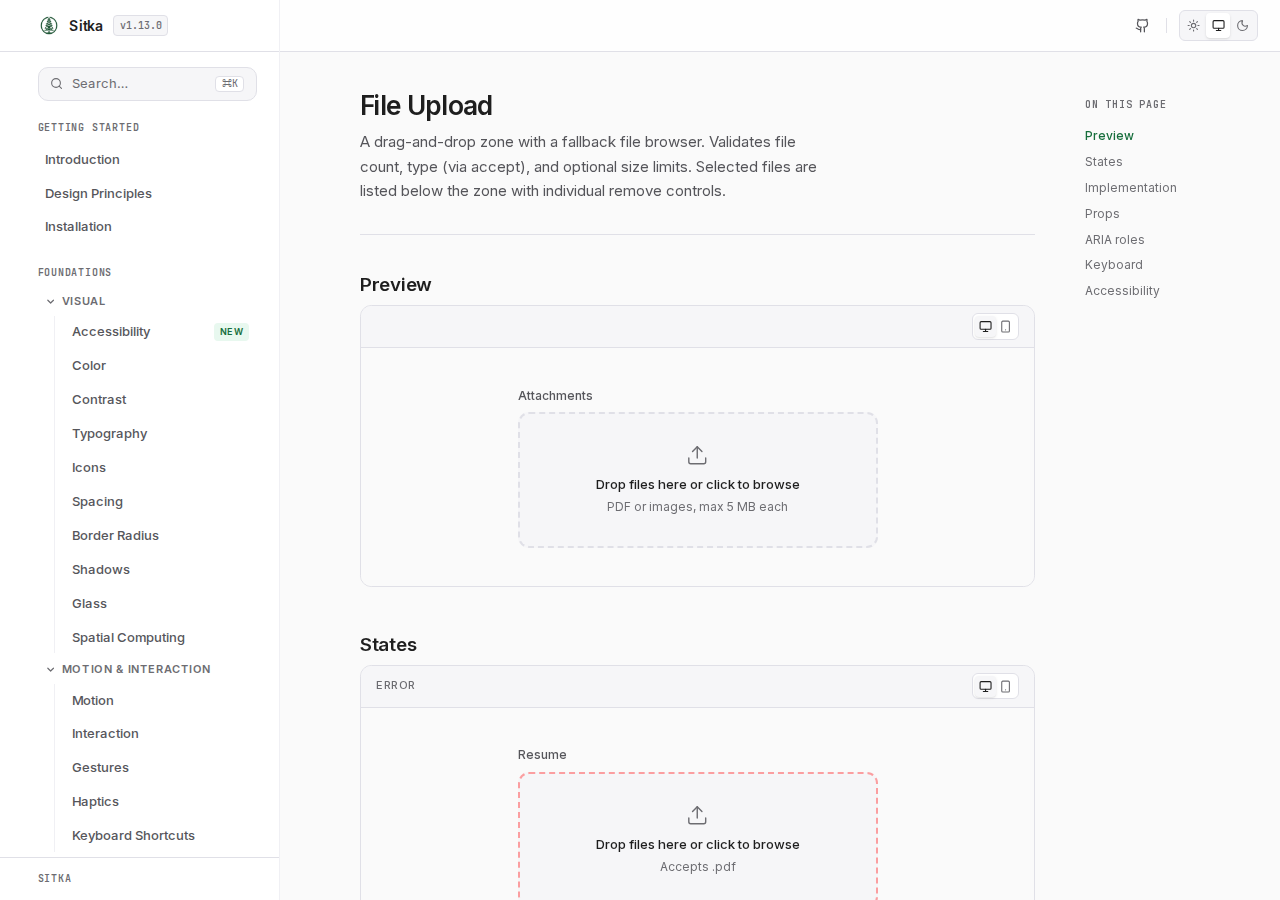 Sitka v1.13.0
Search... ⌘K
GETTING STARTED
Introduction
Design Principles
Installation
FOUNDATIONS
VISUAL
Accessibility NEW
Color
Contrast
Typography
Icons
Spacing
Border Radius
Shadows
Glass
Spatial Computing
MOTION & INTERACTION
Motion
Interaction
Gestures
Haptics
Keyboard Shortcuts
SITKA
File Upload
A drag-and-drop zone with a fallback file browser. Validates file
count, type (via accept), and optional size limits. Selected files are
listed below the zone with individual remove controls.
Preview
Attachments
Drop files here or click to browse
PDF or images, max 5 MB each
States
ERROR
Resume
Drop files here or click to browse
Accepts .pdf
ON THIS PAGE
Preview
States
Implementation
Props
ARIA roles
Keyboard
Accessibility